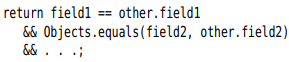 return field1 == other.field1
&& Objects.equals(field2, other.field2)
&& . . .;